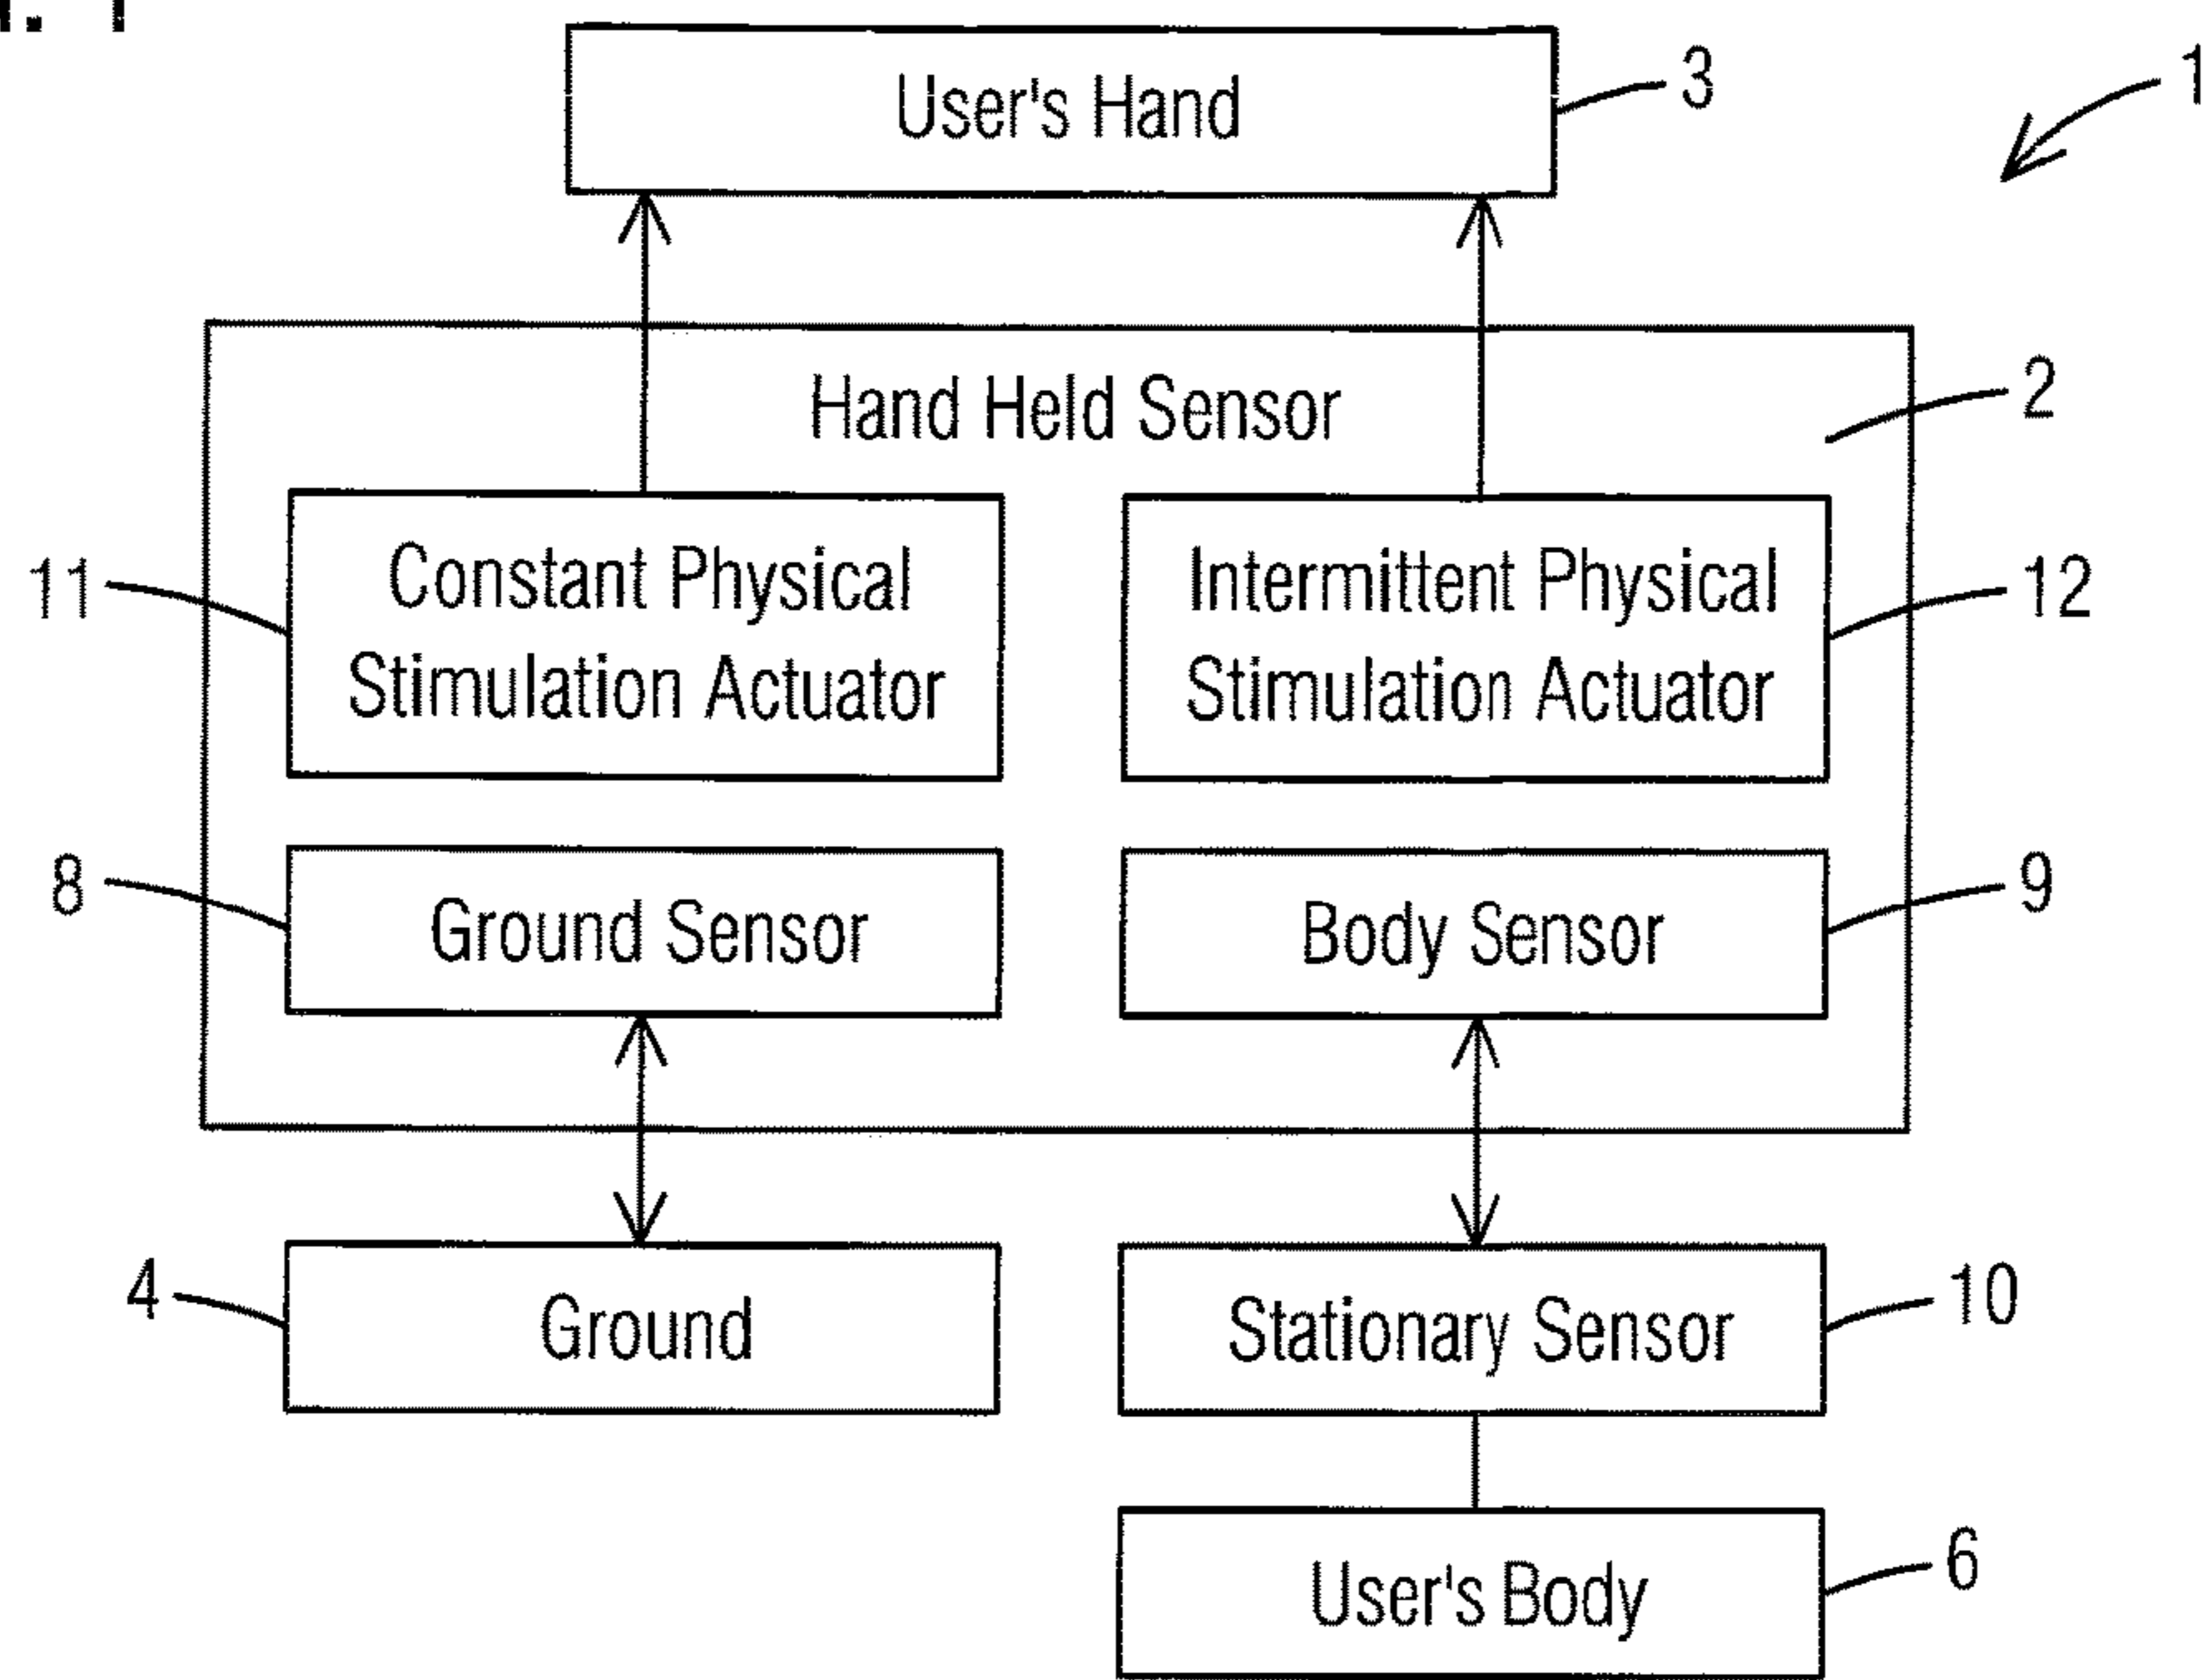 User's Hand
3
1
Hand Held Sensor
2
11
Constant Physical
Stimulation Actuator
Intermittent Physical
Stimulation Actuator
12
8
Ground Sensor
Body Sensor
9
4
Ground
Stationary Sensor
10
User's Body
6